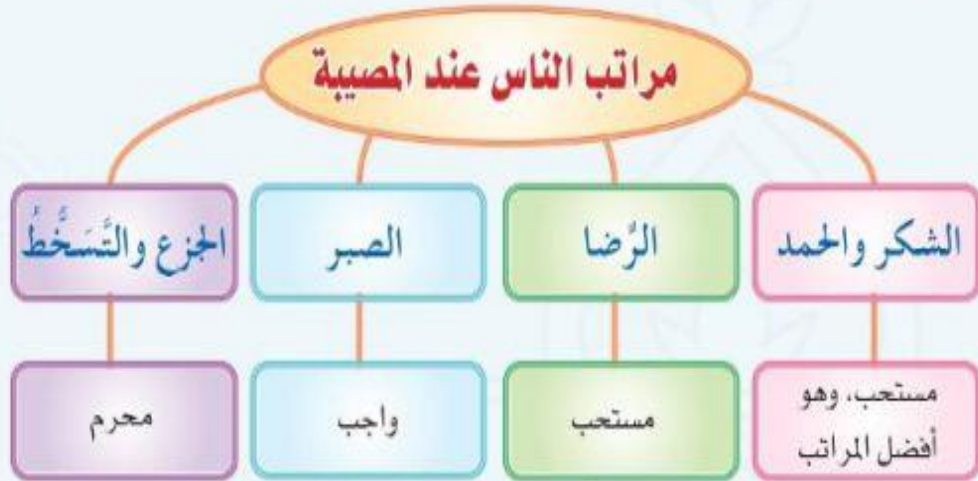 مراتب الناس عند المصيبة
الشكر والحمد
الرِّضا
الصبر
الجزع والتَّسَخُّطُ
مستحب، وهو
أفضل المراتب
مستحب
واجب
محرم